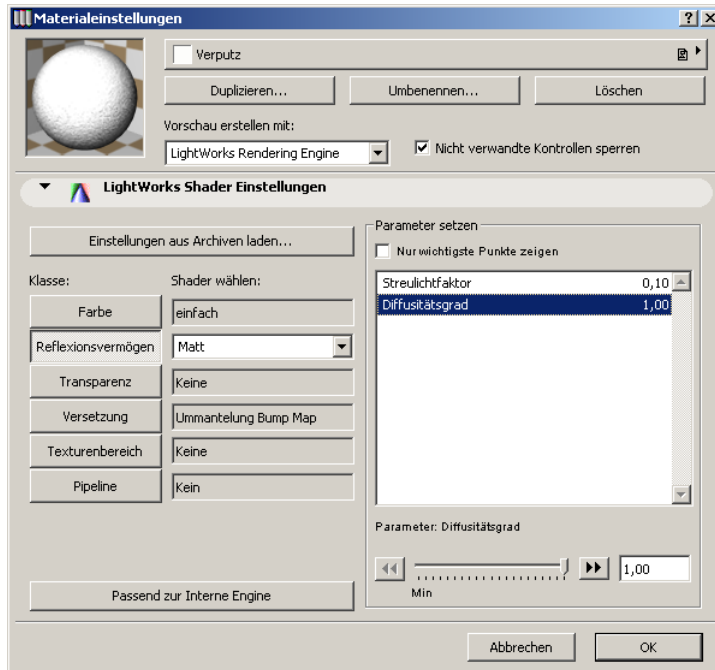 Materialeinstellungen
Verputz
Duplizieren...
Umbenennen...
Löschen
Vorschau erstellen mit:
LightWorks Rendering Engine
Nicht verwandte Kontrollen sperren
LightWorks Shader Einstellungen
Einstellungen aus Archiven laden...
Klasse:
Shader wählen:
Farbe
einfach
Reflexionsvermögen
Matt
Transparenz
Keine
Versetzung
Ummantelung Bump Map
Texturenbereich
Keine
Pipeline
Kein
Passend zur Interne Engine
Parameter setzen
Nur wichtigste Punkte zeigen
Streulichtfaktor 0,10
Diffusitätsgrad 1,00
Parameter: Diffusitätsgrad
1,00
Min
Abbrechen
OK